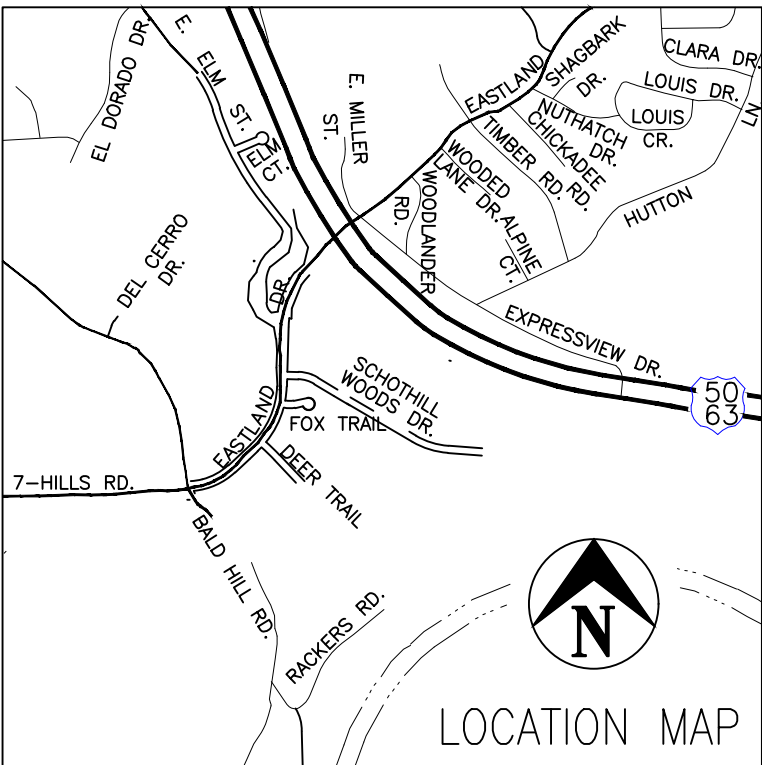 EL DORADO DR.
E. ELM ST.
ELM CT.
E. MILLER
ST.
EASTLAND
SHAGBARK
DR.
CLARA DR.
LOUIS DR.
LOUIS
CR.
NUTHATCH
DR.
CHICKADEE
RD.
TIMBER RD.
WOODED
LANE DR.
WOODLANDER
RD.
ALPINE
CT.
HUTTON
LN
DEL CERRO
DR.
DR.
EXPRESSVIEW DR.
50
63
SCHOTHILL
WOODS DR.
EASTLAND
FOX TRAIL
DEER TRAIL
7-HILLS RD.
BALD HILL RD.
RACKERS RD.
N
LOCATION MAP